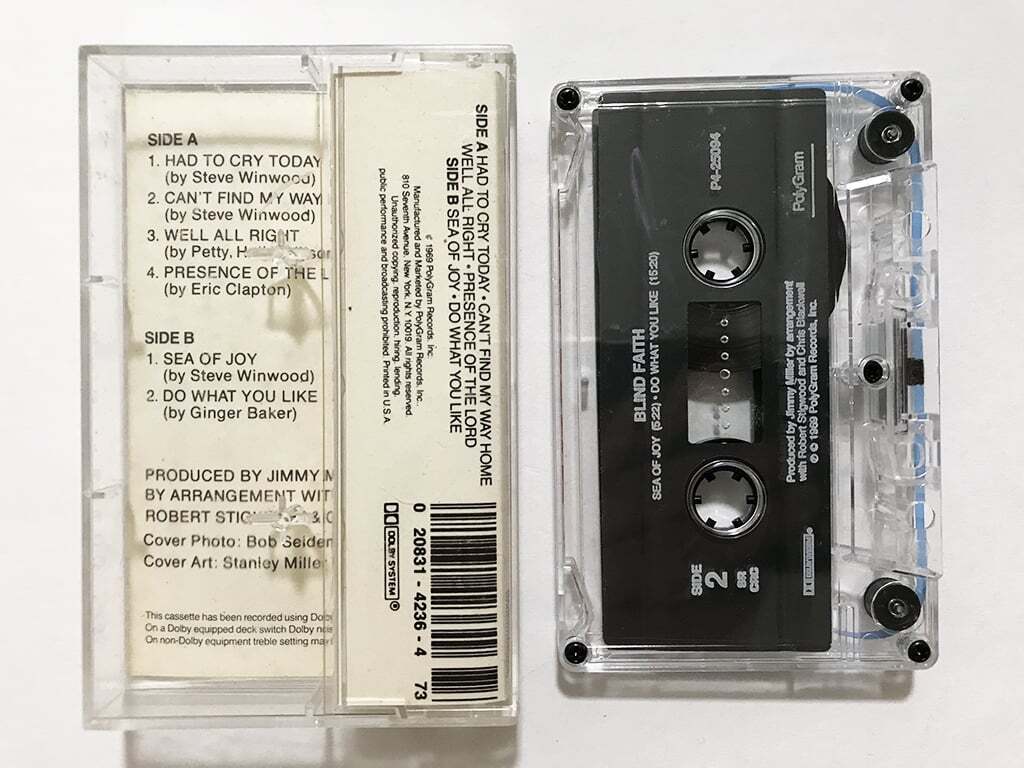 SIDE A
1. HAD TO CRY TODAY
(by Steve Winwood)
2. CAN'T FIND MY WAY
(by Steve Winwood)
3. WELL ALL RIGHT
(by Petty,
4. PRESENCE OF THE L
(by Eric Clapton)
SIDE B
1. SEA OF JOY
(by Steve Winwood)
2. DO WHAT YOU LIKE
(by Ginger Baker)
PRODUCED BY JIMMY M
BY ARRANGEMENT WIT
ROBERT & C
Cover Photo: Bob Seider
Cover Art: Stanley Miller
This cassette has been recorded using Dolby
On a Dolby equipped deck switch Dolby
On non-Dolby equipment treble setting may
SIDE A HAD TO CRY TODAY • CAN'T FIND MY WAY HOME
WELL ALL RIGHT • PRESENCE OF THE LORD
SIDE B SEA OF JOY • DO WHAT YOU LIKE
℗ 1969 PolyGram Records, Inc.
Manufactured and Marketed by PolyGram Records, Inc.,
810 Seventh Avenue, New York, N.Y. 10019. All rights reserved.
Unauthorized copying, reproduction, hiring, lending,
public performance and broadcasting prohibited. Printed in U.S.A.
DOLBY SYSTEM ®
0 20831-4236-4 73
P4-25094
PolyGram
BLIND FAITH
SEA OF JOY (5:22) • DO WHAT YOU LIKE (15:20)
Produced by Jimmy Miller by arrangement
with Robert Stigwood and Chris Blackwell
℗ © 1969 PolyGram Records, Inc.
SIDE
2
SR
CRC
DOLBY SYSTEM ®